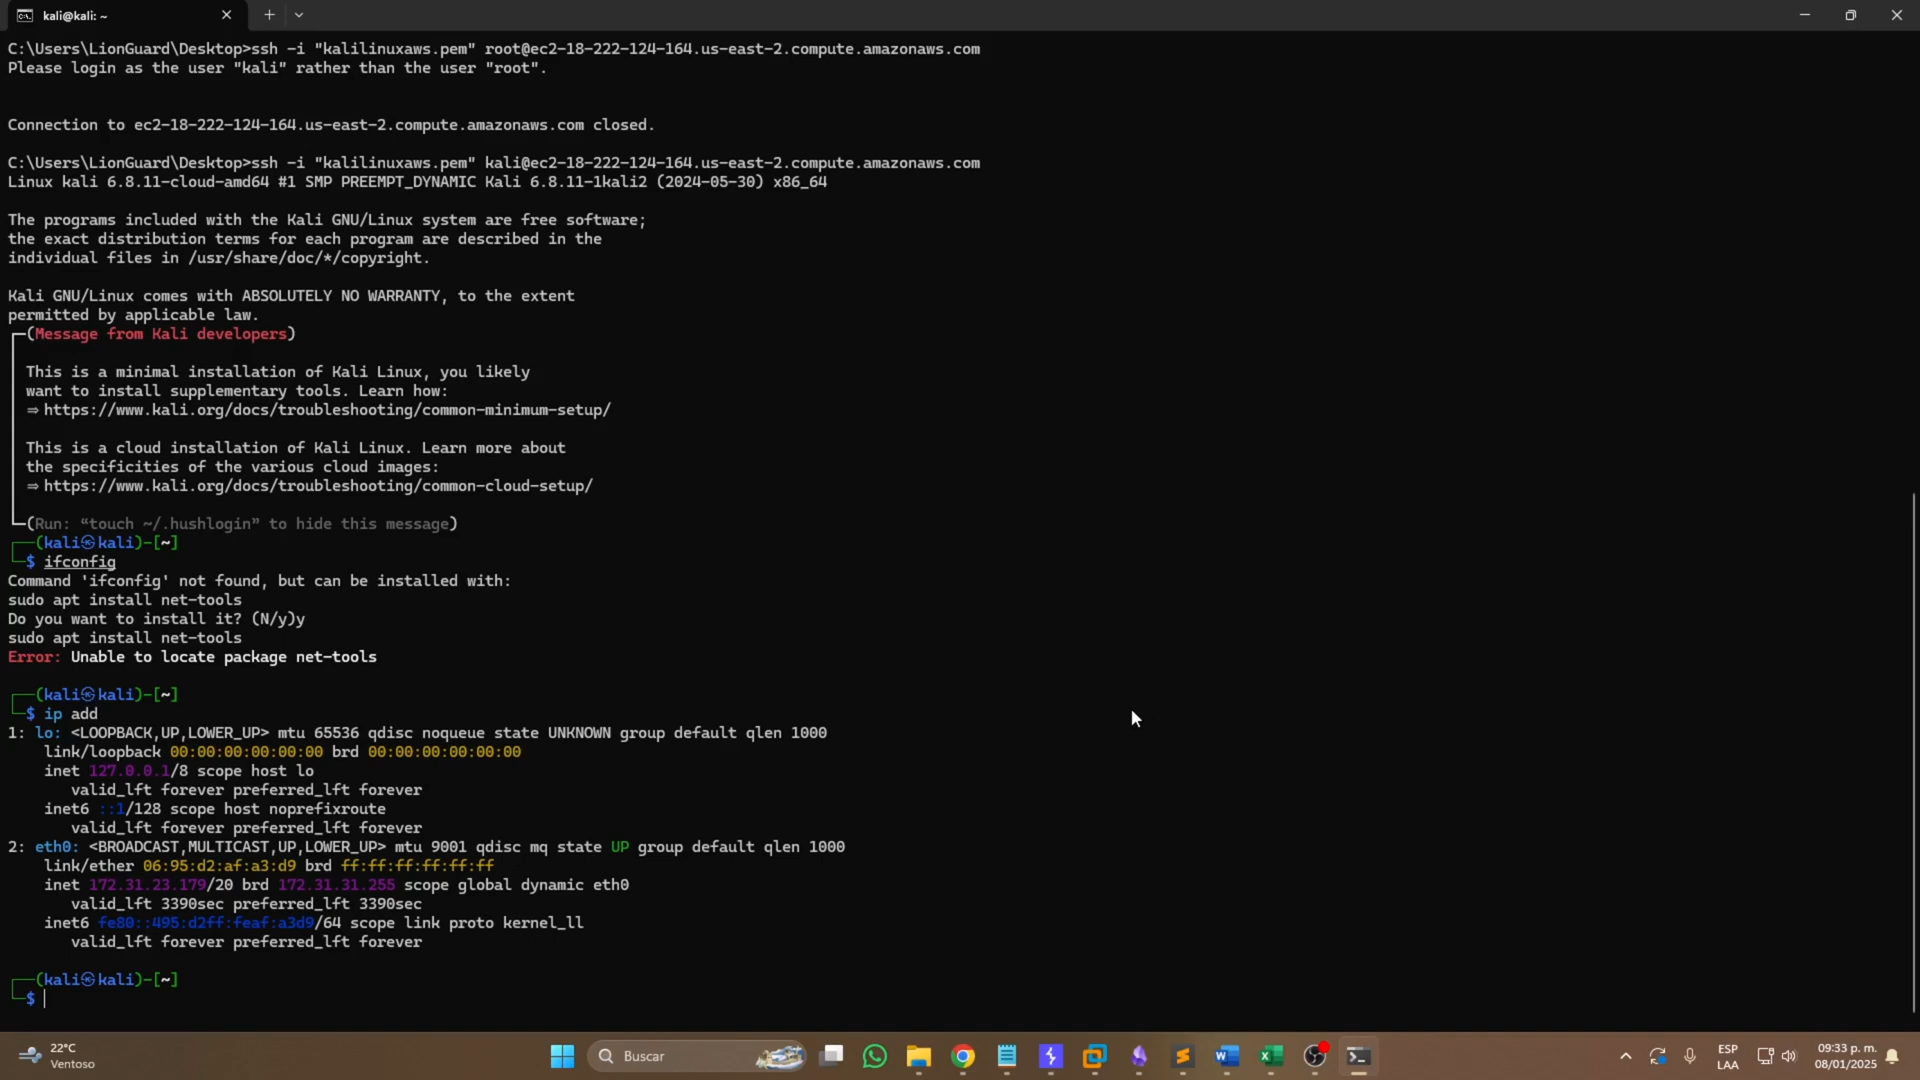 kali@kali: ~
C:\Users\LionGuard\Desktop>ssh -i "kalilinuxaws.pem" root@ec2-18-222-124-164.us-east-2.compute.amazonaws.com
Please login as the user "kali" rather than the user "root".
Connection to ec2-18-222-124-164.us-east-2.compute.amazonaws.com closed.
C:\Users\LionGuard\Desktop>ssh -i "kalilinuxaws.pem" kali@ec2-18-222-124-164.us-east-2.compute.amazonaws.com
Linux kali 6.8.11-cloud-amd64 #1 SMP PREEMPT_DYNAMIC Kali 6.8.11-1kali2 (2024-05-30) x86_64
The programs included with the Kali GNU/Linux system are free software;
the exact distribution terms for each program are described in the
individual files in /usr/share/doc/*/copyright.
Kali GNU/Linux comes with ABSOLUTELY NO WARRANTY, to the extent
permitted by applicable law.
┌─(Message from Kali developers)
│ This is a minimal installation of Kali Linux, you likely
│ want to install supplementary tools. Learn how:
│ ⇒ https://www.kali.org/docs/troubleshooting/common-minimum-setup/
│ This is a cloud installation of Kali Linux. Learn more about
│ the specificities of the various cloud images:
│ ⇒ https://www.kali.org/docs/troubleshooting/common-cloud-setup/
└─(Run: “touch ~/.hushlogin” to hide this message)
┌──(kali㉿kali)-[~]
└─$ ifconfig
Command 'ifconfig' not found, but can be installed with:
sudo apt install net-tools
Do you want to install it? (N/y)y
sudo apt install net-tools
Error: Unable to locate package net-tools
┌──(kali㉿kali)-[~]
└─$ ip add
1: lo: <LOOPBACK,UP,LOWER_UP> mtu 65536 qdisc noqueue state UNKNOWN group default qlen 1000
link/loopback 00:00:00:00:00:00 brd 00:00:00:00:00:00
inet 127.0.0.1/8 scope host lo
valid_lft forever preferred_lft forever
inet6 ::1/128 scope host noprefixroute
valid_lft forever preferred_lft forever
2: eth0: <BROADCAST,MULTICAST,UP,LOWER_UP> mtu 9001 qdisc mq state UP group default qlen 1000
link/ether 06:95:d2:af:a3:d9 brd ff:ff:ff:ff:ff:ff
inet 172.31.23.179/20 brd 172.31.31.255 scope global dynamic eth0
valid_lft 3390sec preferred_lft 3390sec
inet6 fe80::495:d2ff:feaf:a3d9/64 scope link proto kernel_ll
valid_lft forever preferred_lft forever
┌──(kali㉿kali)-[~]
└─$
22°C
Ventoso
Buscar
ESP
LAA
09:33 p. m.
08/01/2025